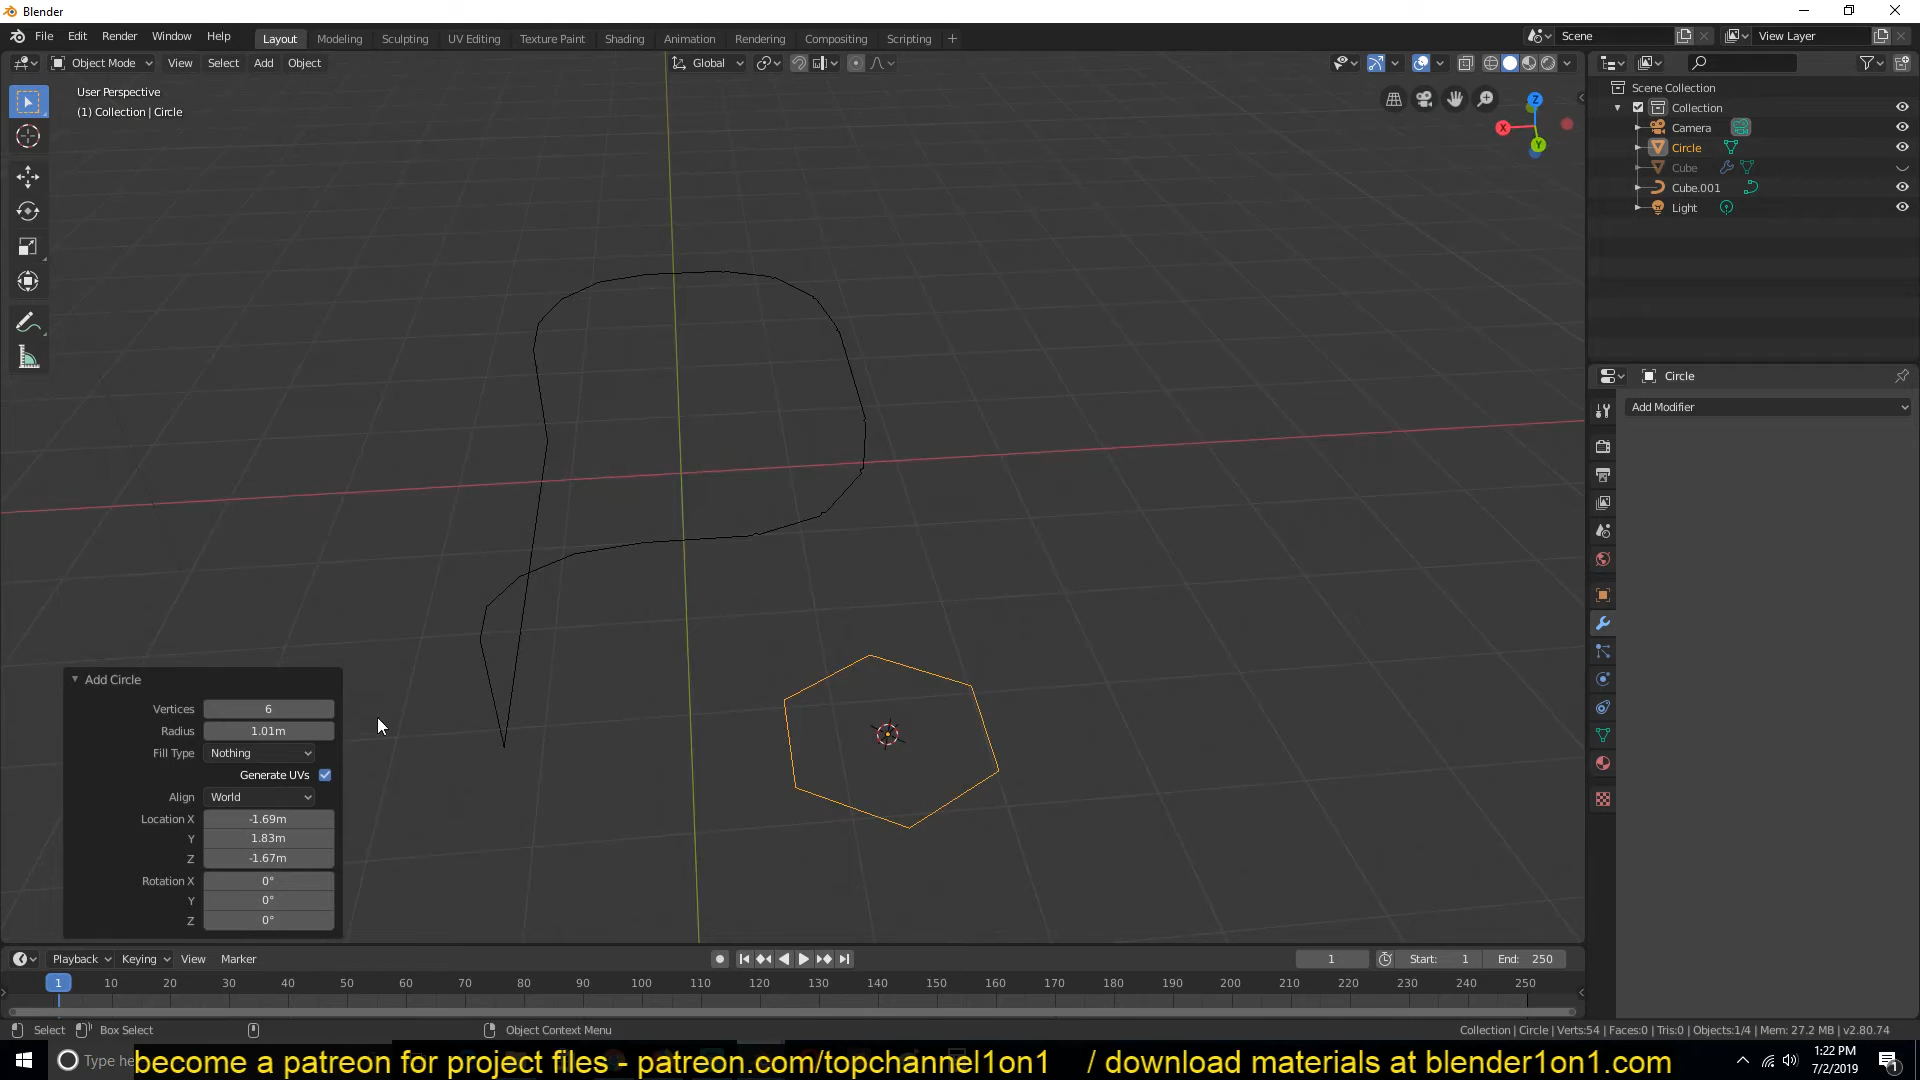 Blender
File Edit Render Window Help
Layout Modeling Sculpting UV Editing Texture Paint Shading Animation Rendering Compositing Scripting +
Scene
View Layer
Object Mode View Select Add Object
Global
User Perspective
(1) Collection | Circle
X Y Z
Scene Collection
Collection
Camera
Circle
Cube
Cube.001
Light
Circle
Add Modifier
Add Circle
Vertices 6
Radius 1.01m
Fill Type Nothing
Generate UVs
Align World
Location X -1.69m
Y 1.83m
Z -1.67m
Rotation X 0°
Y 0°
Z 0°
Playback Keying View Marker
1 Start: 1 End: 250
1 10 20 30 40 50 60 70 80 90 100 110 120 130 140 150 160 170 180 190 200 210 220 230 240 250
Select Box Select Object Context Menu
Collection | Circle | Verts:54 | Faces:0 | Tris:0 | Objects:1/4 | Mem: 27.2 MB | v2.80.74
Type he
become a patreon for project files - patreon.com/topchannel1on1 / download materials at blender1on1.com
1:22 PM
7/2/2019
1